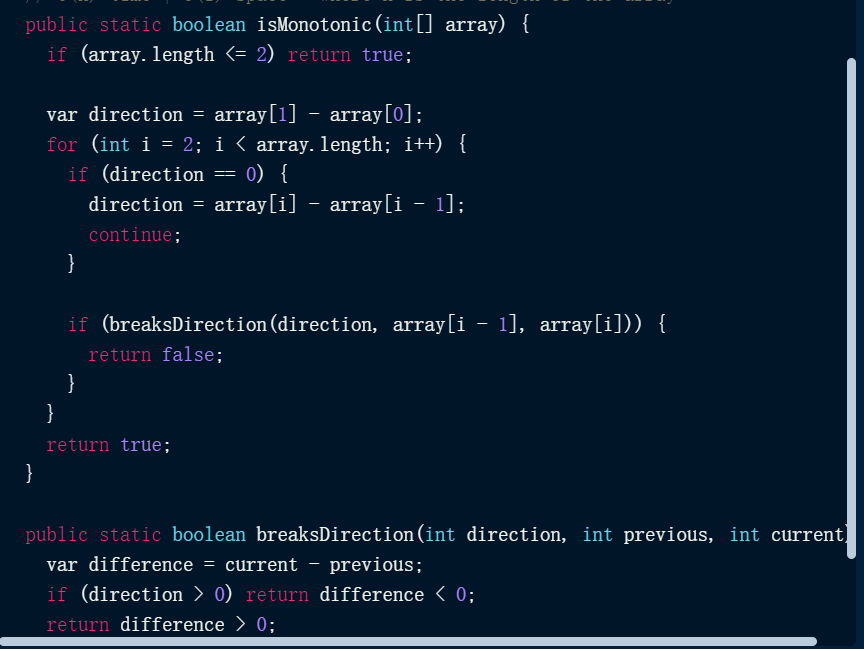 public static boolean isMonotonic(int[] array) {
if (array.length <= 2) return true;
var direction = array[1] - array[0];
for (int i = 2; i < array.length; i++) {
if (direction == 0) {
direction = array[i] - array[i - 1];
continue;
}
if (breaksDirection(direction, array[i - 1], array[i])) {
return false;
}
}
return true;
}
public static boolean breaksDirection(int direction, int previous, int current)
var difference = current - previous;
if (direction > 0) return difference < 0;
return difference > 0;